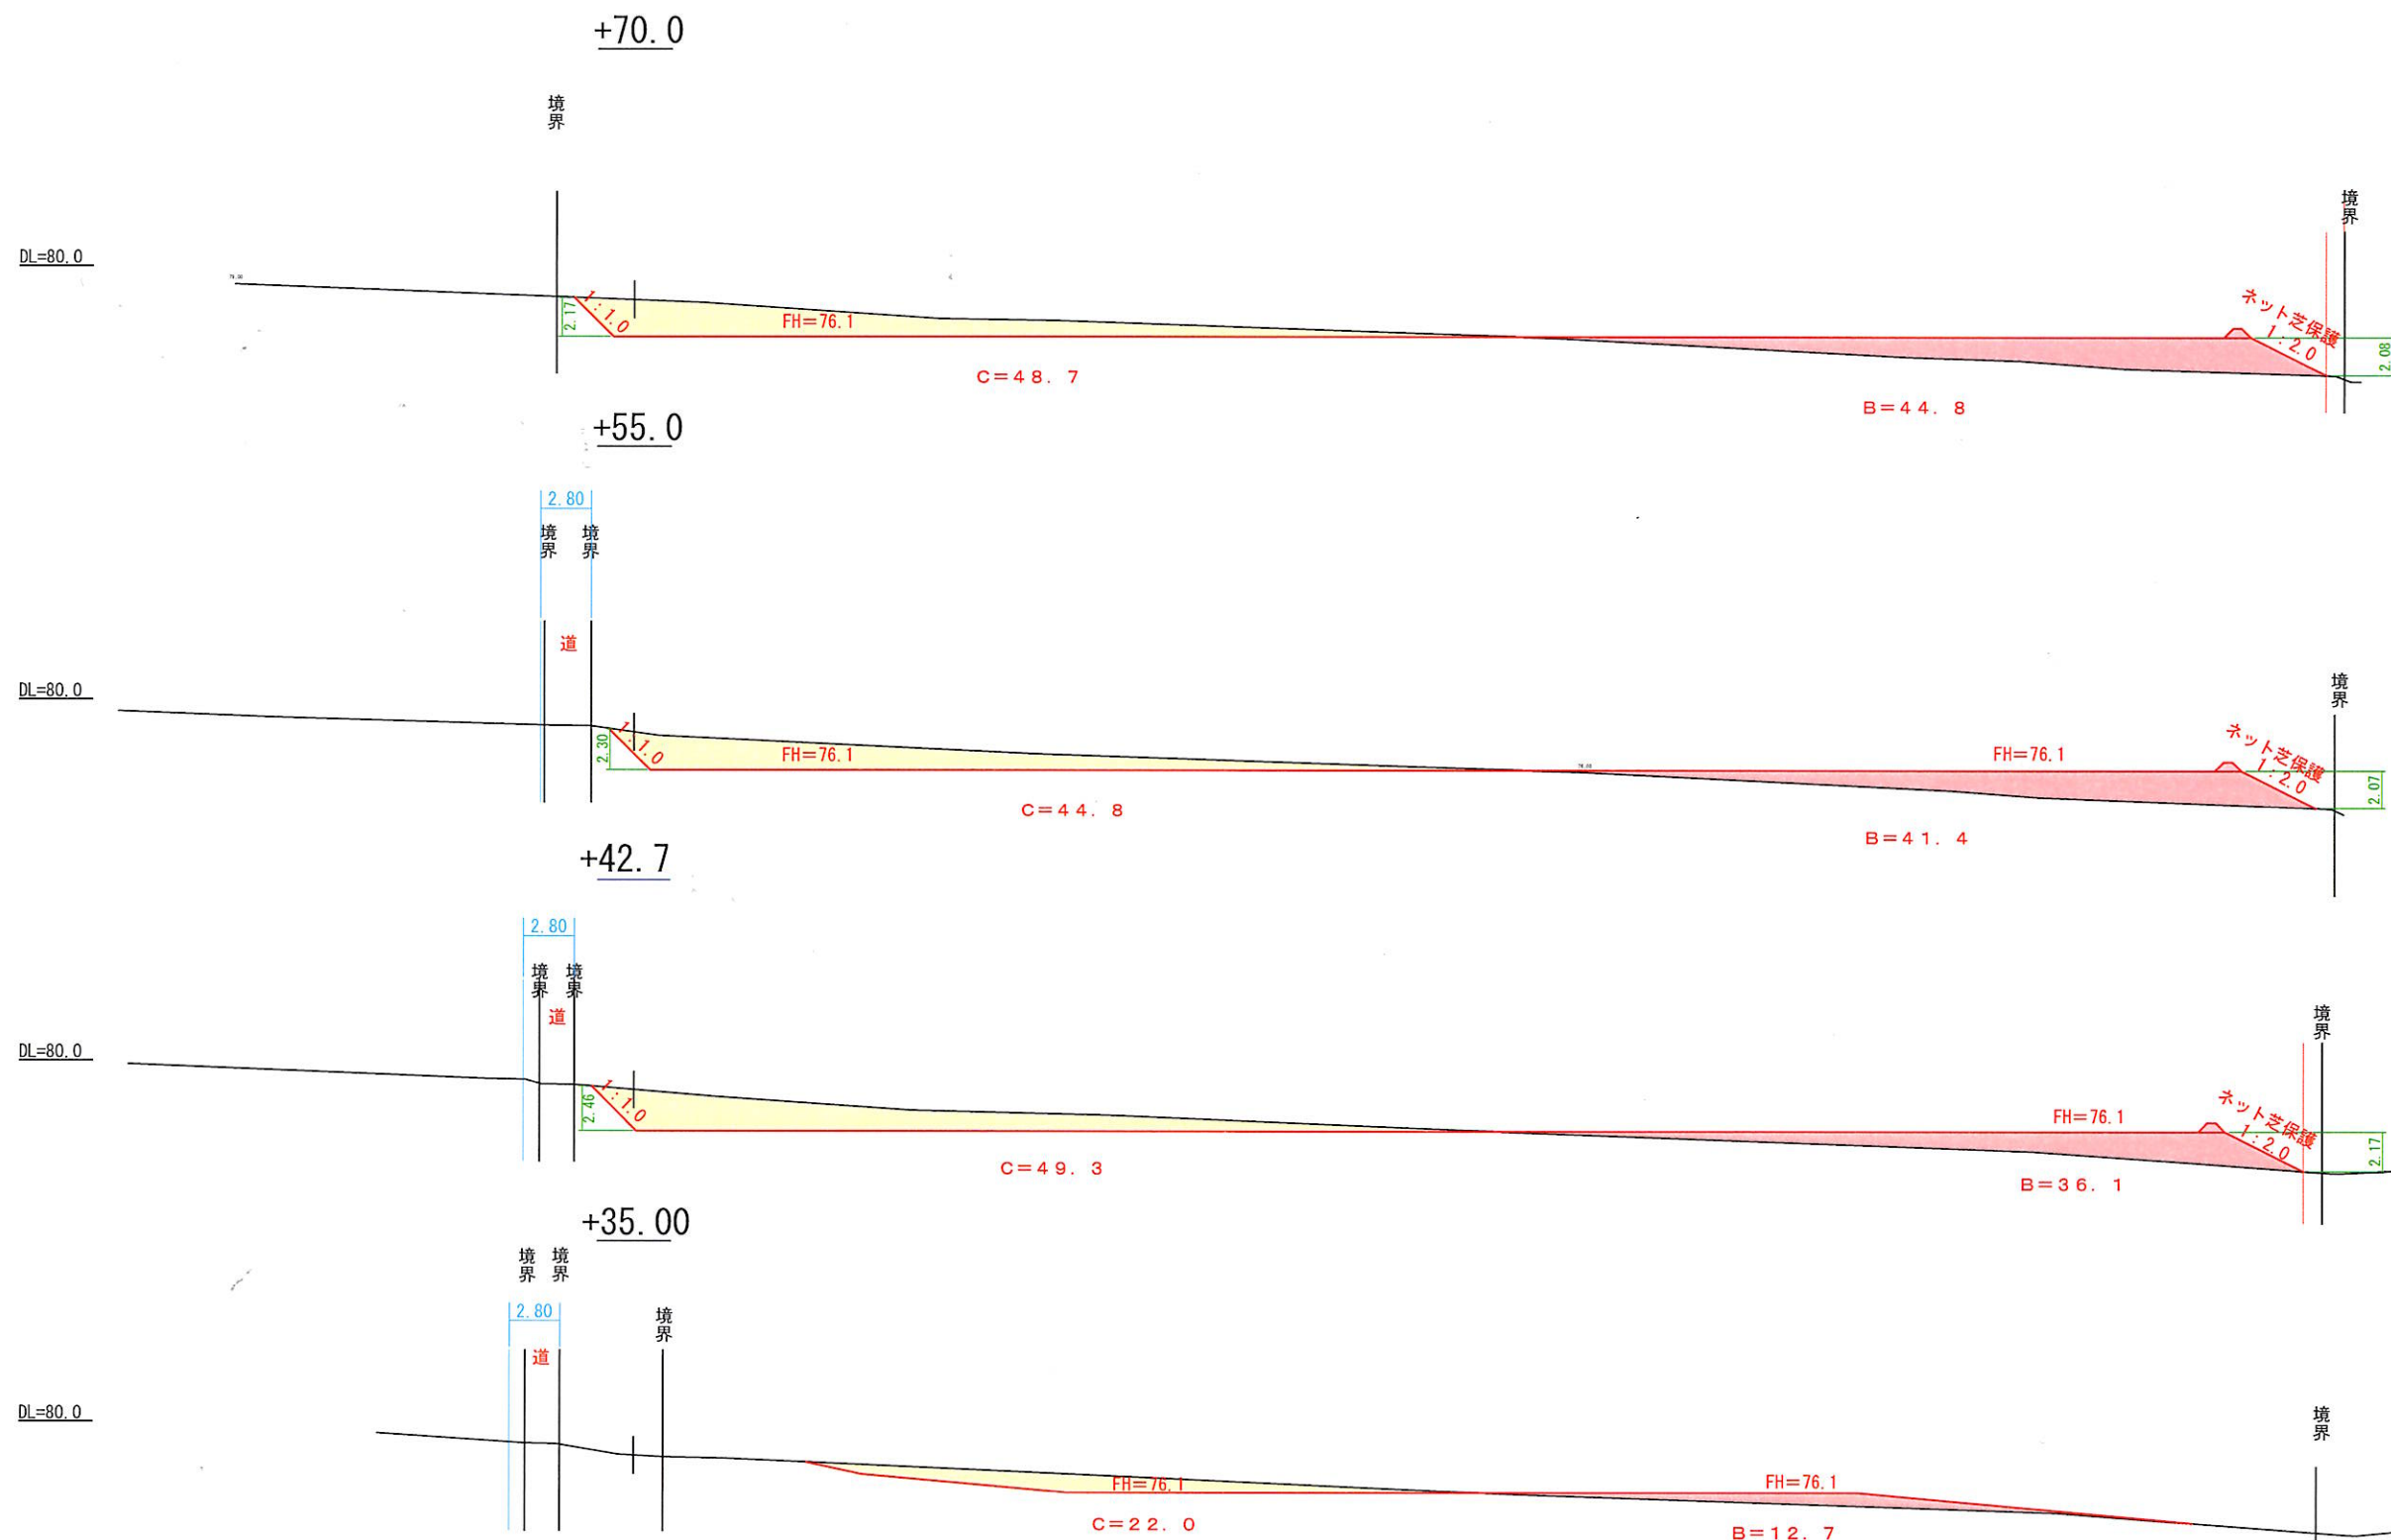 +70.0
境界
境界
DL=80.0
2.17
1:1.0
FH=76.1
ネット芝保護
1:2.0
2.08
C=48.7
B=44.8
+55.0
2.80
境界
境界
道
境界
DL=80.0
2.30
1:1.0
FH=76.1
FH=76.1
ネット芝保護
1:2.0
2.07
C=44.8
B=41.4
+42.7
2.80
境界
境界
道
境界
DL=80.0
2.46
1:1.0
FH=76.1
ネット芝保護
1:2.0
2.17
C=49.3
B=36.1
+35.00
境界
境界
2.80
境界
道
DL=80.0
境界
FH=76.1
FH=76.1
C=22.0
B=12.7